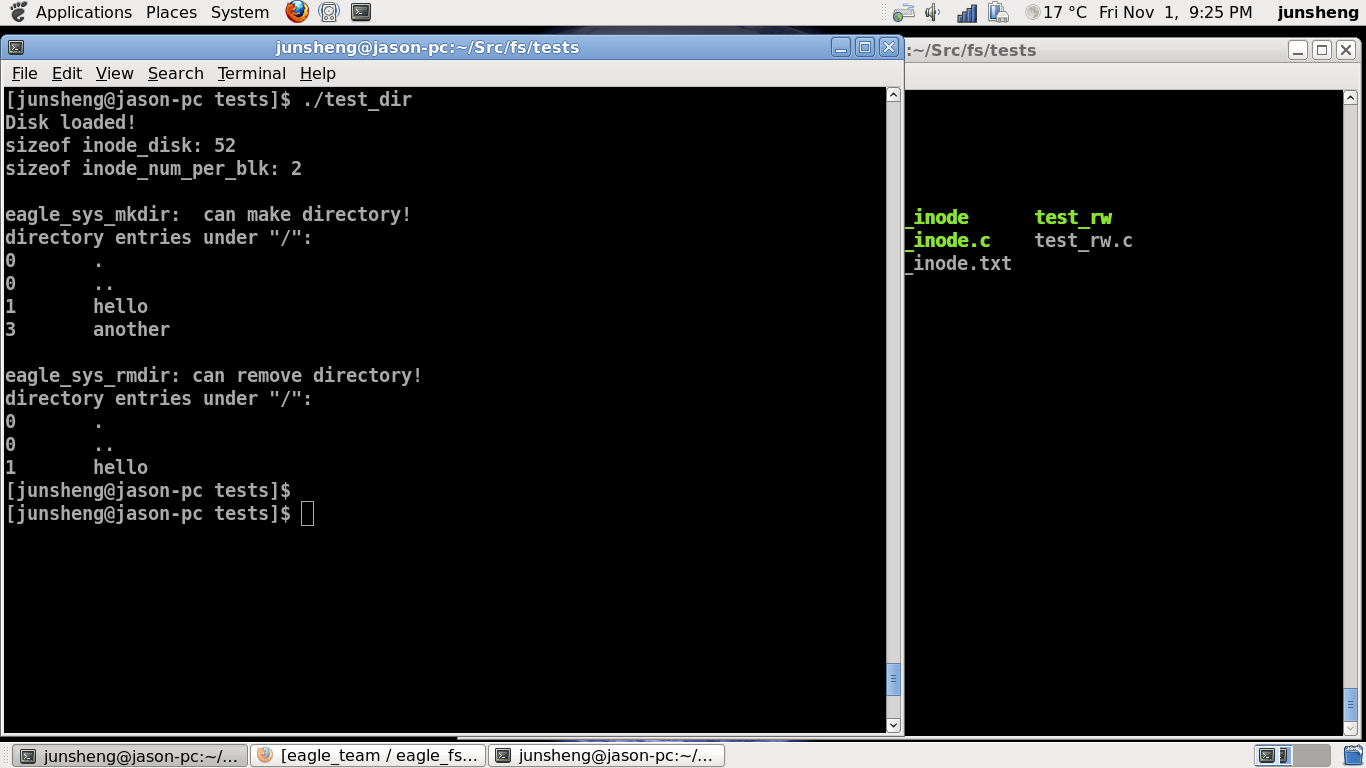 Applications Places System 17 °C Fri Nov 1, 9:25 PM junsheng
junsheng@jason-pc:~/Src/fs/tests
:~/Src/fs/tests
File Edit View Search Terminal Help
[junsheng@jason-pc tests]$ ./test_dir
Disk loaded!
sizeof inode_disk: 52
sizeof inode_num_per_blk: 2
eagle_sys_mkdir:  can make directory!
directory entries under "/":
0       .
0       ..
1       hello
3       another
eagle_sys_rmdir: can remove directory!
directory entries under "/":
0       .
0       ..
1       hello
[junsheng@jason-pc tests]$
[junsheng@jason-pc tests]$
_inode      test_rw
_inode.c    test_rw.c
_inode.txt
junsheng@jason-pc:~/... [eagle_team / eagle_fs... junsheng@jason-pc:~/...